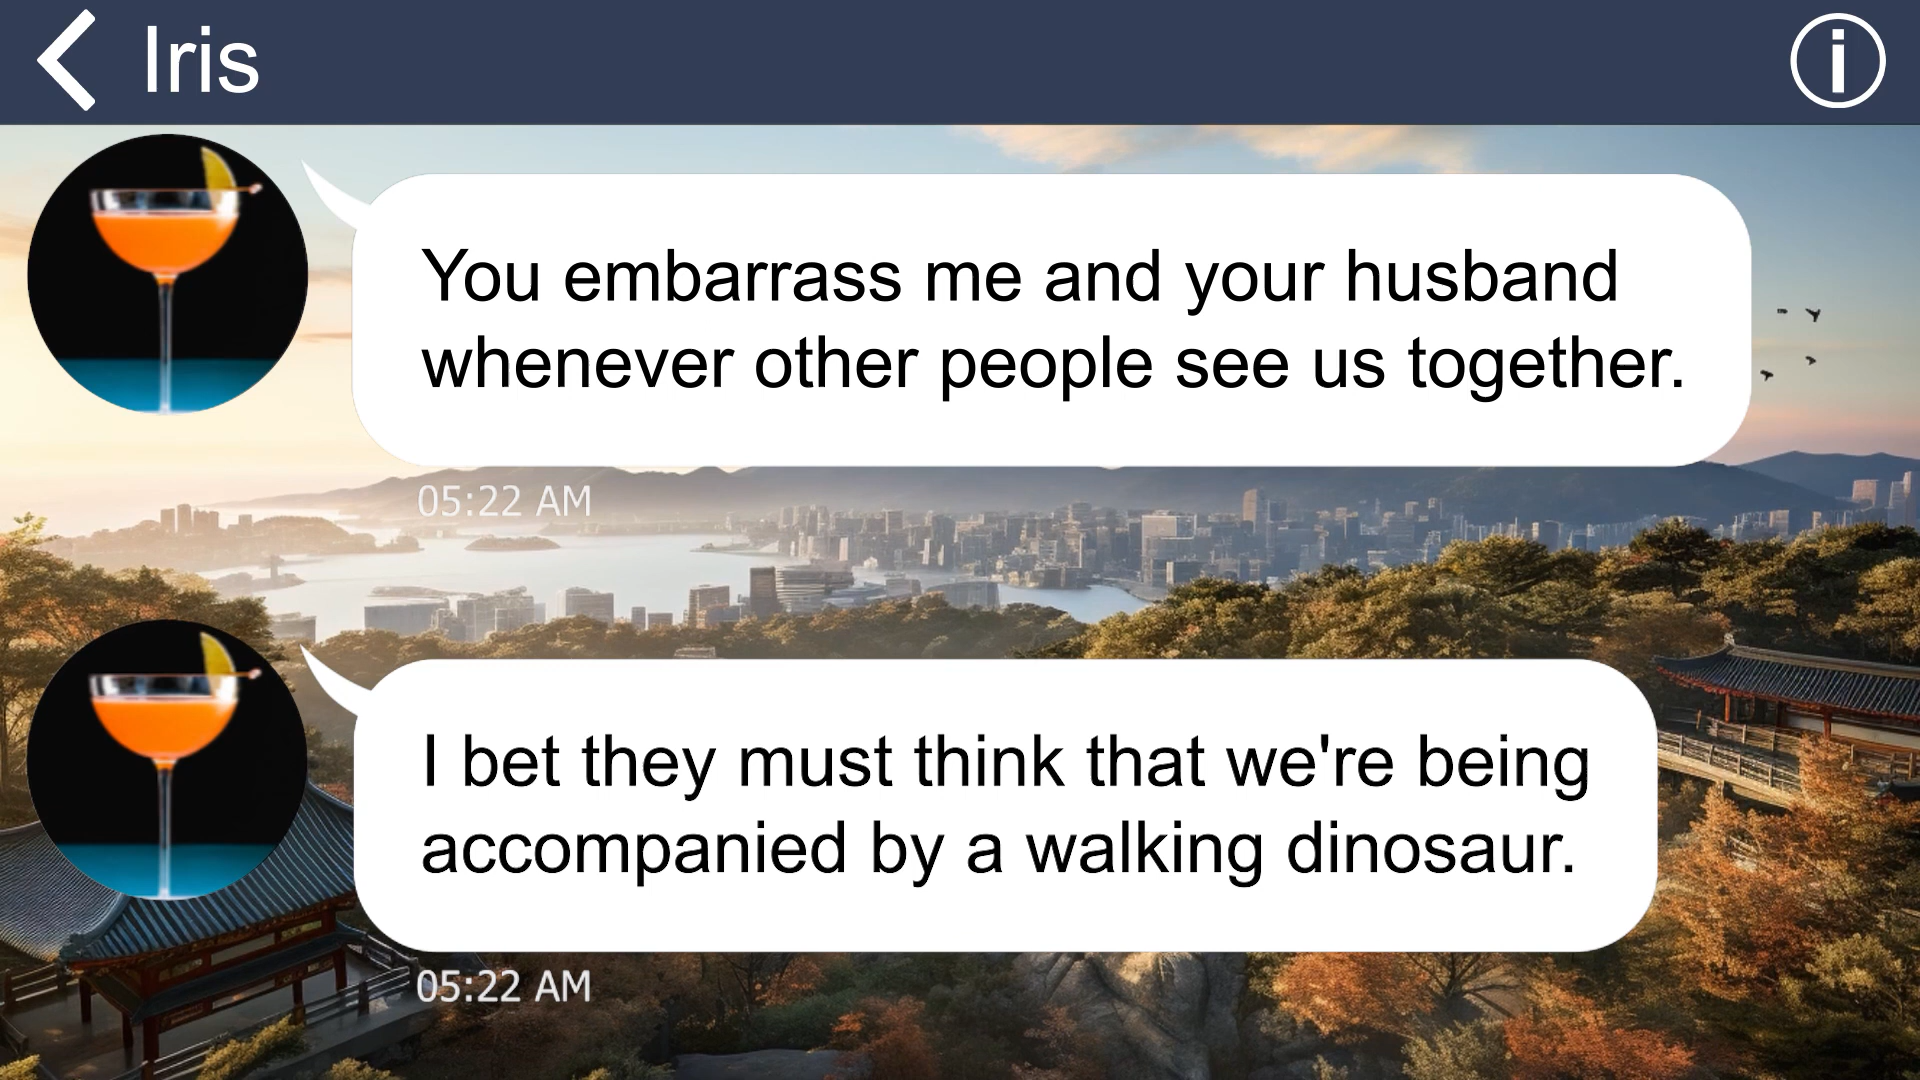 Iris
You embarrass me and your husband
whenever other people see us together.
05:22 AM
I bet they must think that we're being
accompanied by a walking dinosaur.
05:22 AM